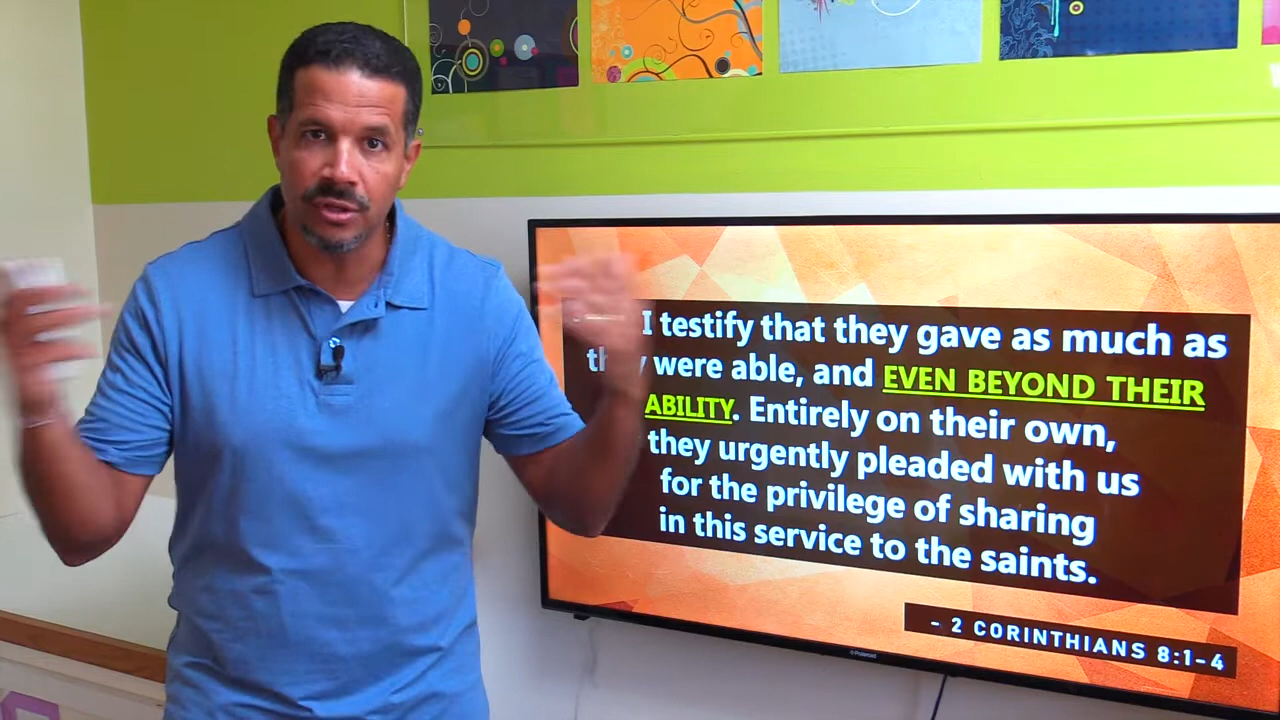 I testify that they gave as much as
they were able, and EVEN BEYOND THEIR
ABILITY. Entirely on their own,
they urgently pleaded with us
for the privilege of sharing
in this service to the saints.
- 2 CORINTHIANS 8:1-4
Polaroid